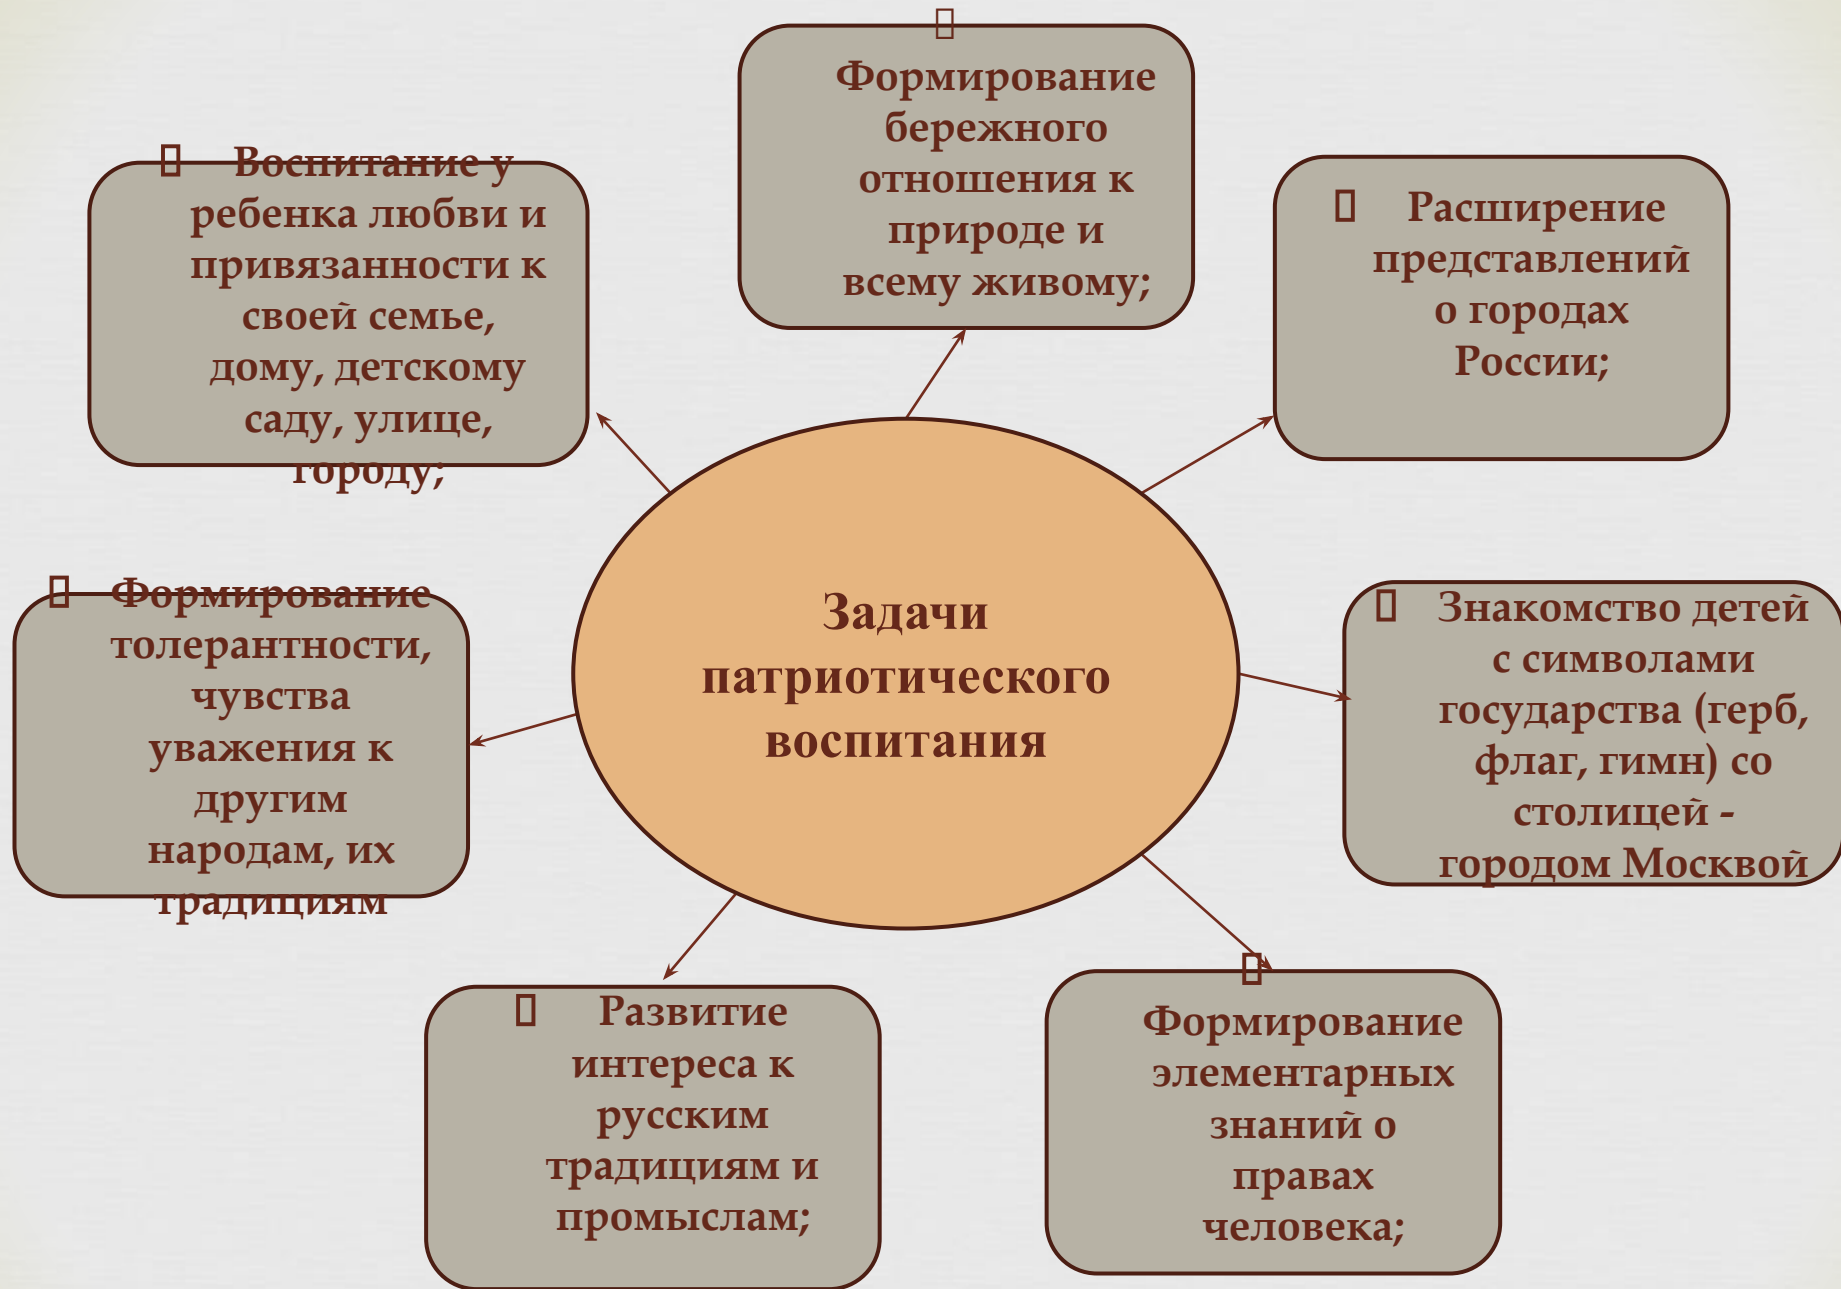 Формирование
бережного
отношения к
природе и
всему живому;
Воспитание у
ребенка любви и
привязанности к
своей семье,
дому, детскому
саду, улице,
городу;
Расширение
представлений
о городах
России;
Формирование
толерантности,
чувства
уважения к
другим
народам, их
традициям
Задачи
патриотического
воспитания
Знакомство детей
с символами
государства (герб,
флаг, гимн) со
столицей -
городом Москвой
Развитие
интереса к
русским
традициям и
промыслам;
Формирование
элементарных
знаний о
правах
человека;